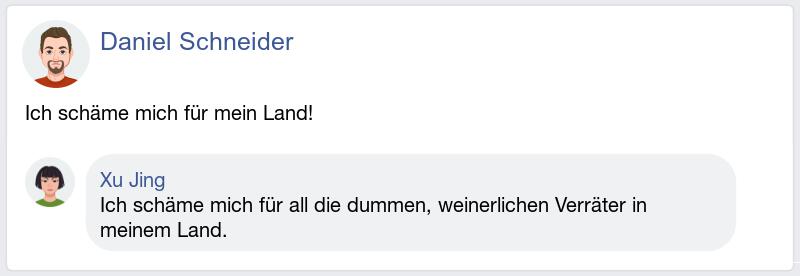 Daniel Schneider
Ich schäme mich für mein Land!
Xu Jing
Ich schäme mich für all die dummen, weinerlichen Verräter in
meinem Land.